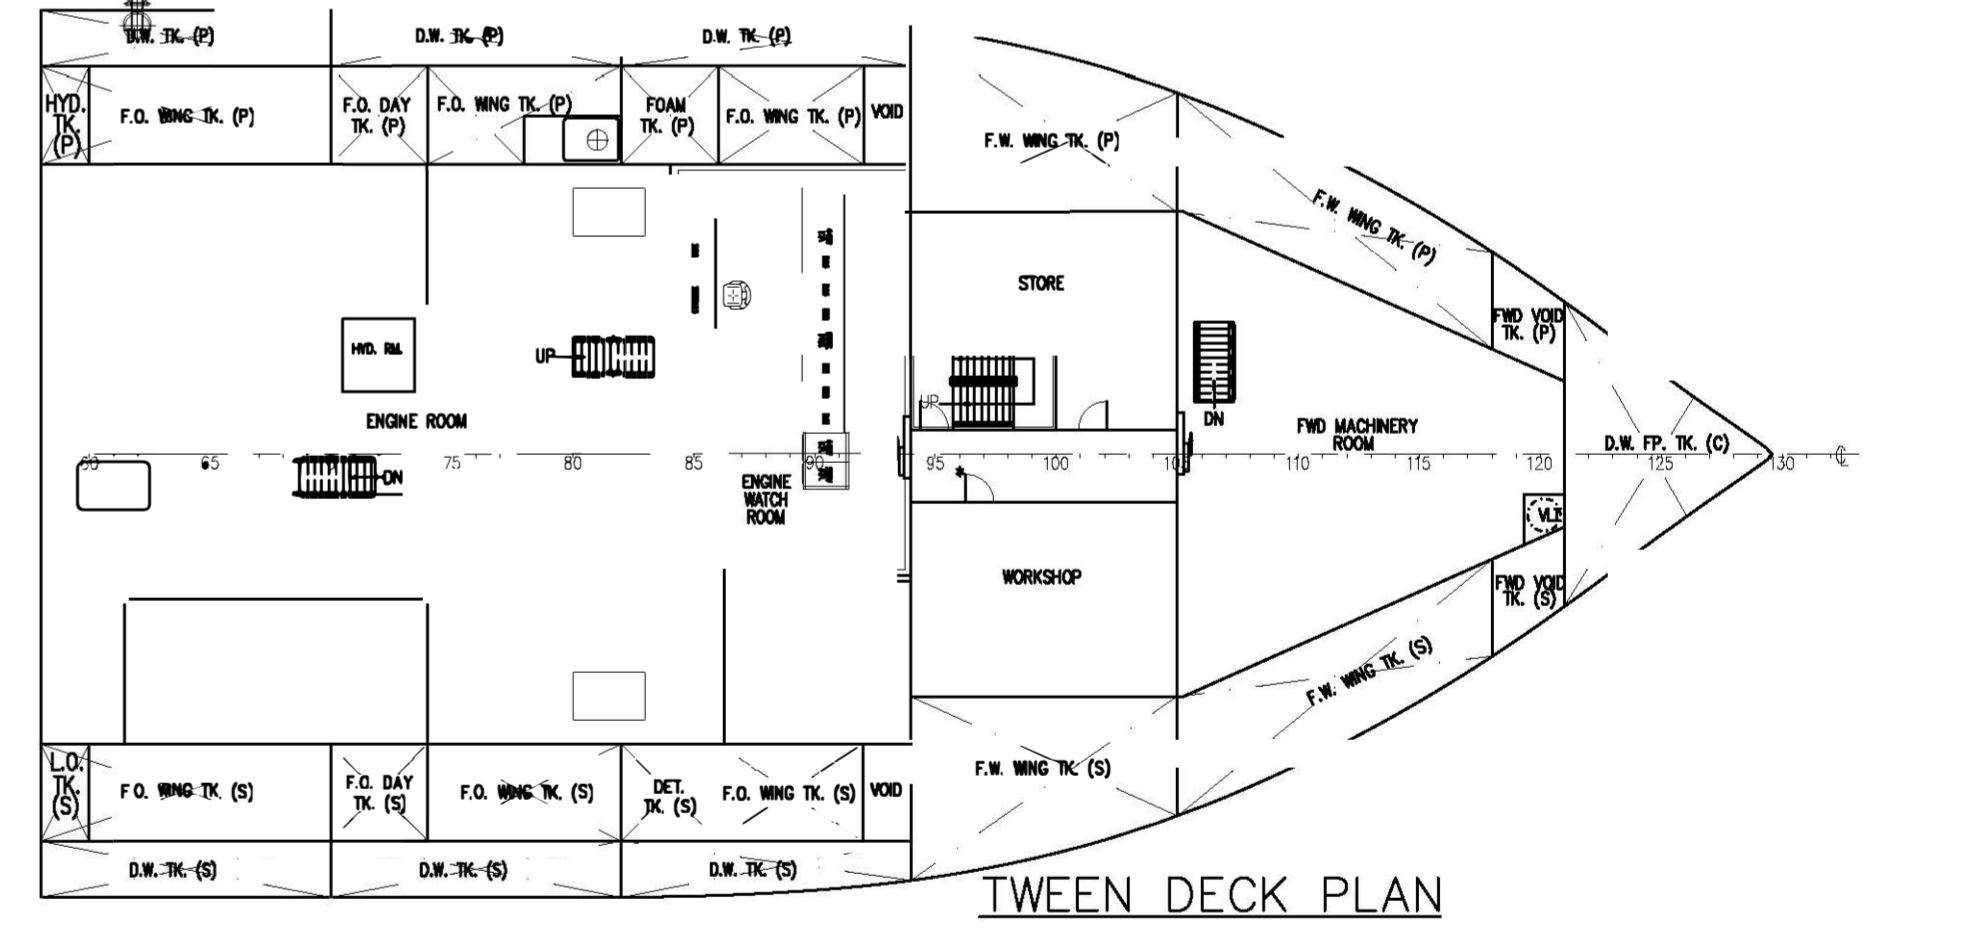 D.W. TK. (P)
D.W. TK. (P)
D.W. TK. (P)
HYD.
TK.
(P)
F.O. WING TK. (P)
F.O. DAY
TK. (P)
F.O. WING TK. (P)
FOAM
TK. (P)
F.O. WING TK. (P)
VOID
F.W. WING TK. (P)
F.W. WING TK. (P)
STORE
FWD VOID
TK. (P)
HYD. RM.
UP
UP
DN
ENGINE ROOM
FWD MACHINERY
ROOM
D.W. FP. TK. (C)
60 65 75 80 85 90 95 100 105 110 115 120 125 130
DN
ENGINE
WATCH
ROOM
WORKSHOP
FWD VOID
TK. (S)
F.W. WING TK. (S)
L.O.
TK.
(S)
F O. WING TK. (S)
F.O. DAY
TK. (S)
F.O. WING TK. (S)
DET.
TK. (S)
F.O. WING TK. (S)
VOID
F.W. WING TK. (S)
D.W. TK. (S)
D.W. TK. (S)
D.W. TK. (S)
TWEEN DECK PLAN